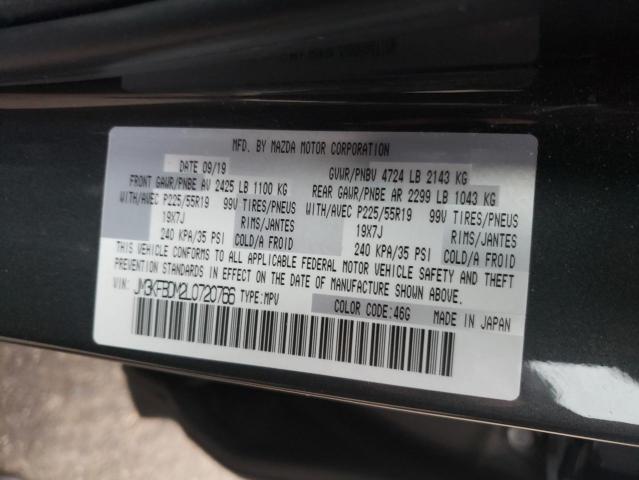 MFD. BY MAZDA MOTOR CORPORATION
DATE 09/19 GVWR/PNBV 4724 LB 2143 KG
FRONT GAWR/PNBE AV 2425 LB 1100 KG REAR GAWR/PNBE AR 2299 LB 1043 KG
WITH/AVEC P225/55R19 99V TIRES/PNEUS WITH/AVEC P225/55R19 99V TIRES/PNEUS
19X7J RIMS/JANTES 19X7J RIMS/JANTES
240 KPA/35 PSI COLD/A FROID 240 KPA/35 PSI COLD/A FROID
THIS VEHICLE CONFORMS TO ALL APPLICABLE FEDERAL MOTOR VEHICLE SAFETY AND THEFT
PREVENTION STANDARDS IN EFFECT ON THE DATE OF MANUFACTURE SHOWN ABOVE.
VIN: JM3KFBDM2L0720766 TYPE: MPV
COLOR CODE:46G MADE IN JAPAN